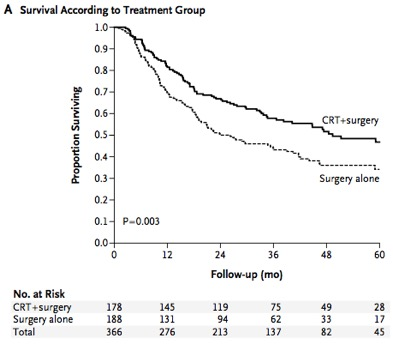 A Survival According to Treatment Group
1.0
0.9
0.8
0.7
0.6
0.5
0.4
0.3
0.2
0.1
0.0
Proportion Surviving
CRT+surgery
Surgery alone
P=0.003
0 12 24 36 48 60
Follow-up (mo)
No. at Risk
CRT+surgery 178 145 119 75 49 28
Surgery alone 188 131 94 62 33 17
Total 366 276 213 137 82 45